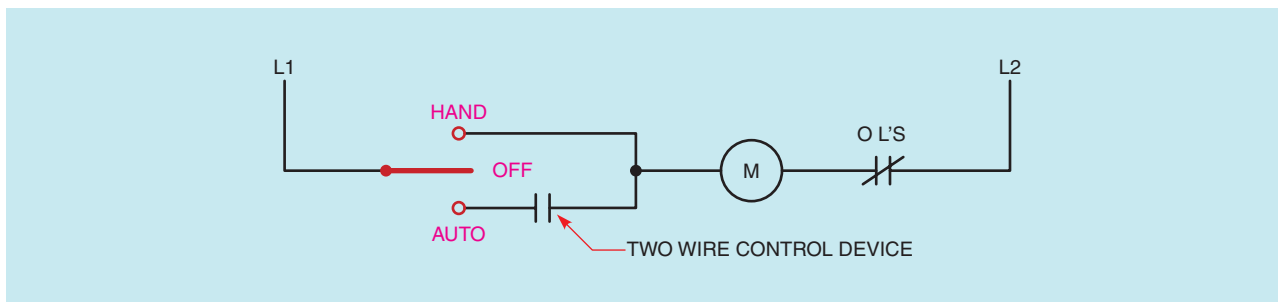 L1
L2
HAND
O L'S
OFF
M
AUTO
TWO WIRE CONTROL DEVICE